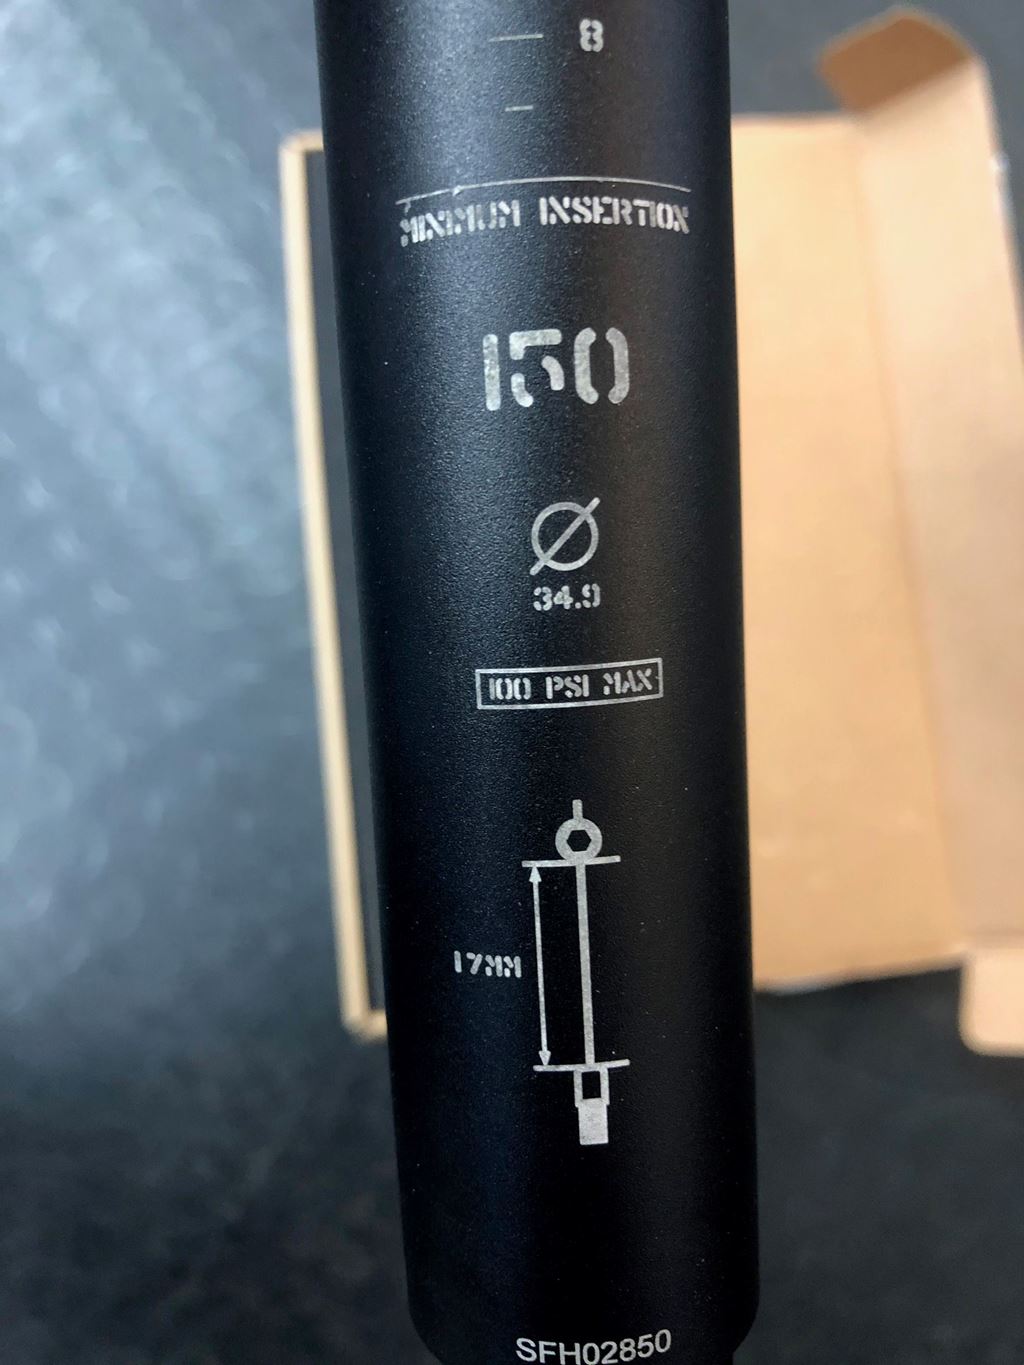 8
MINIMUM INSERTION
150
Ø
34.9
100 PSI MAX
17MM
SFH02850